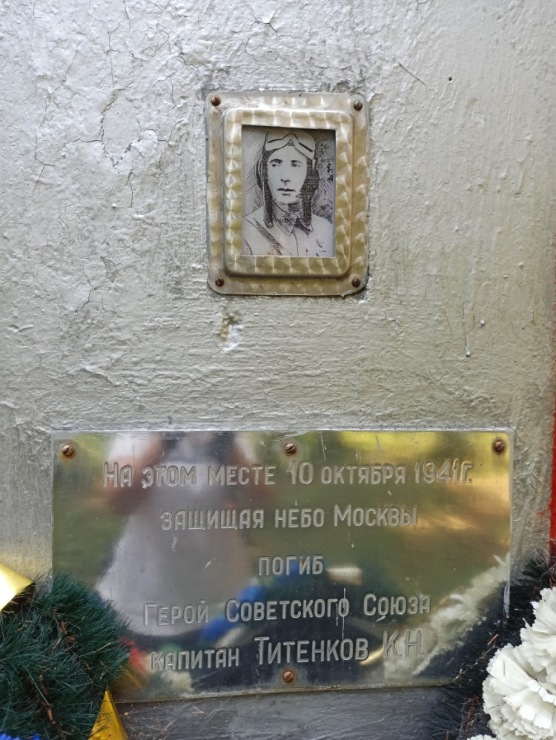 На этом месте 10 октября 1941г.
защищая небо Москвы
погиб
Герой Советского Союза
капитан Титенков К.Н.